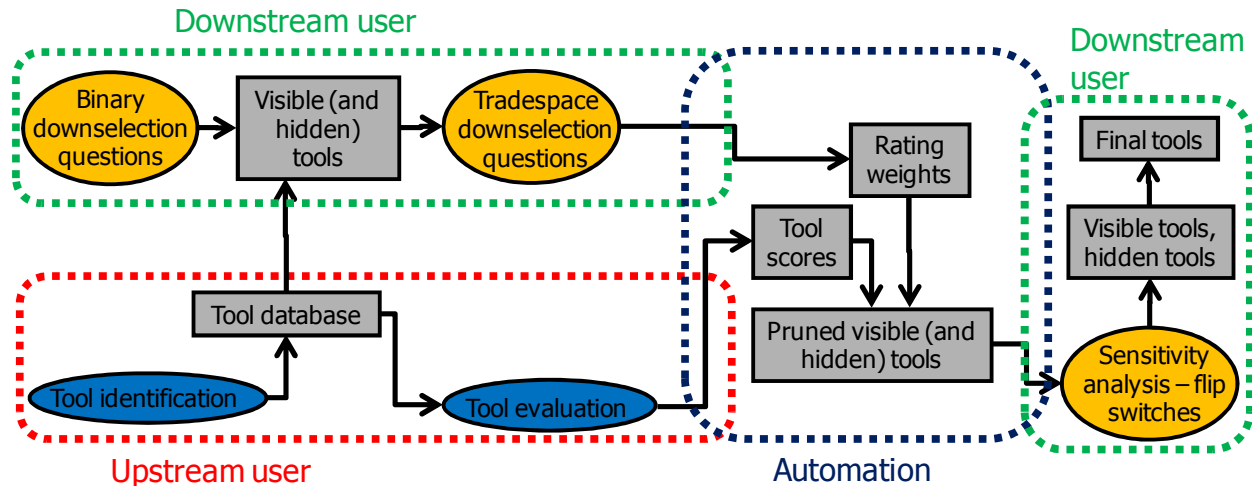 Downstream user
Downstream
user
Binary
downselection
questions
Visible (and
hidden)
tools
Tradespace
downselection
questions
Rating
weights
Final tools
Tool
scores
Visible tools,
hidden tools
Tool database
Pruned visible (and
hidden) tools
Sensitivity
analysis – flip
switches
Tool identification
Tool evaluation
Upstream user
Automation